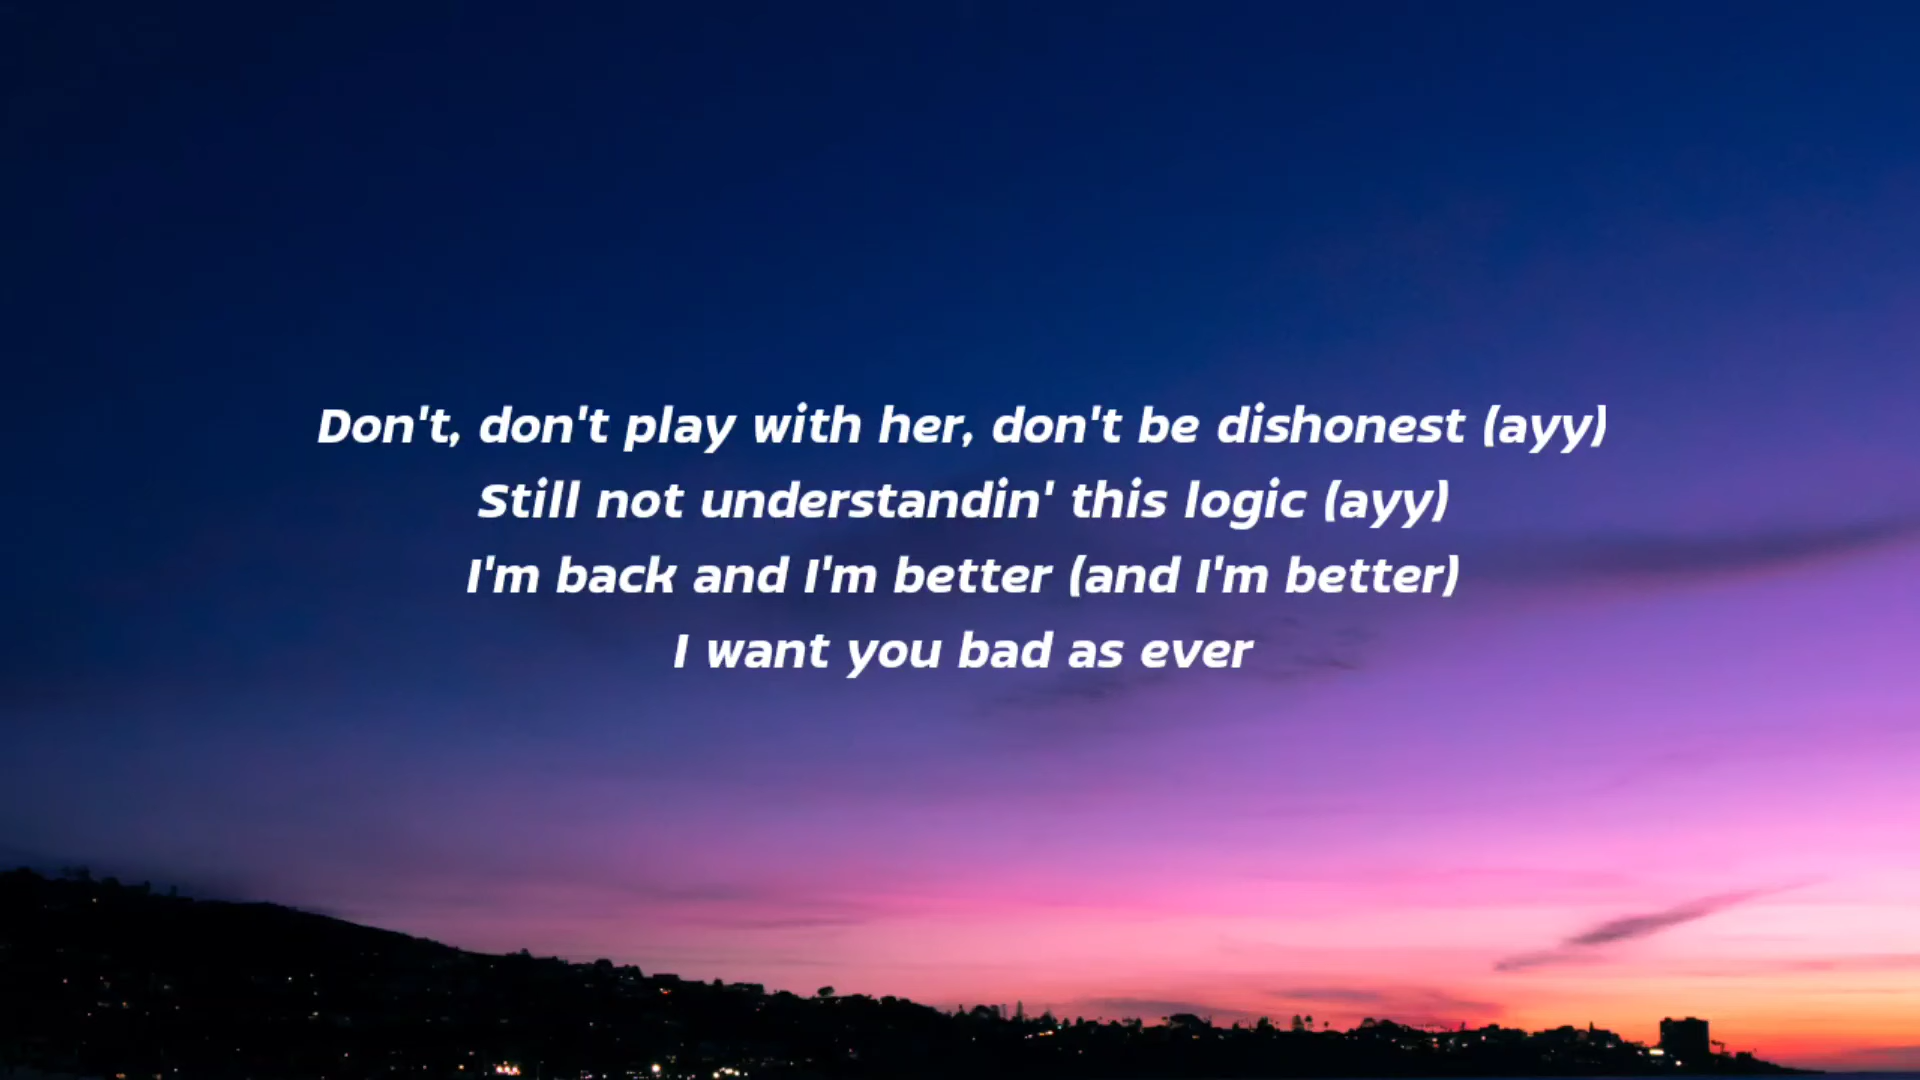 Don't, don't play with her, don't be dishonest (ayy)
Still not understandin' this logic (ayy)
I'm back and I'm better (and I'm better)
I want you bad as ever